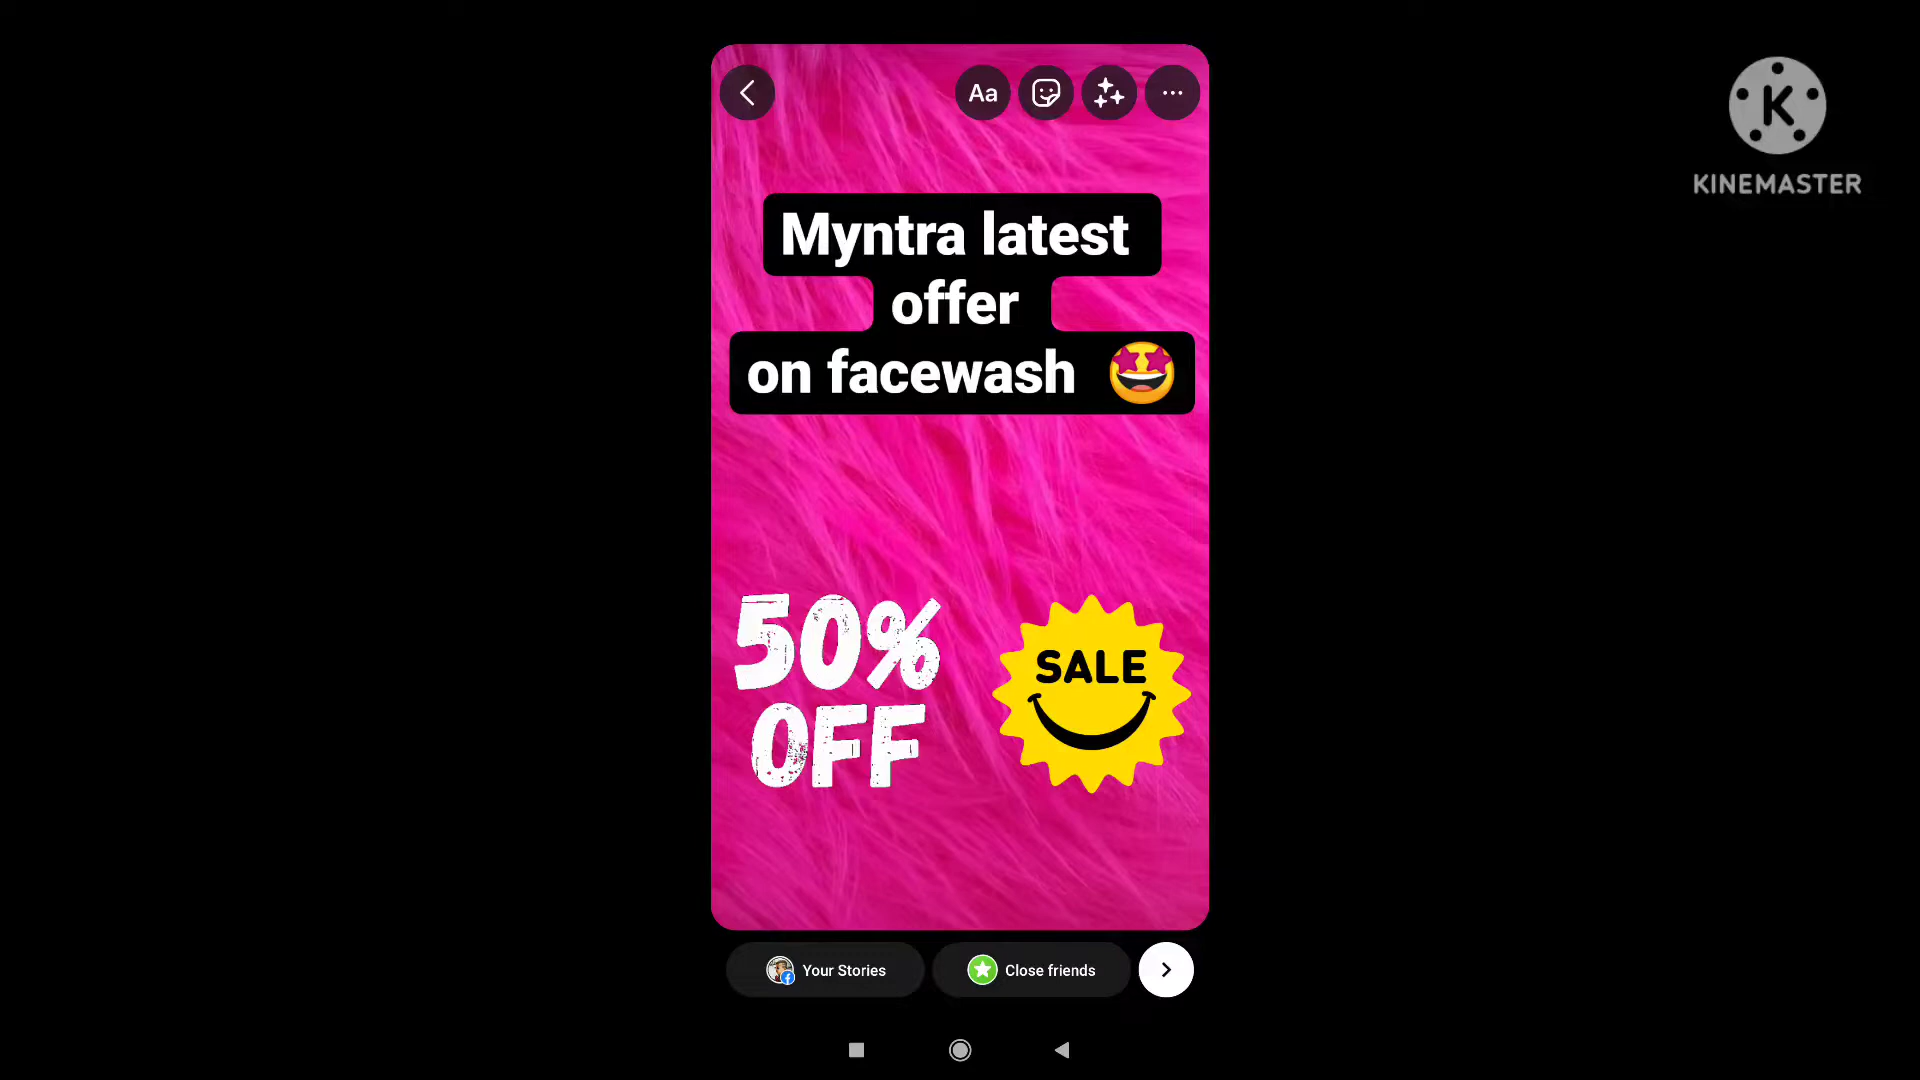 Aa
KINEMASTER
Myntra latest
offer
on facewash 🤩
50%
OFF
SALE
Your Stories
Close friends